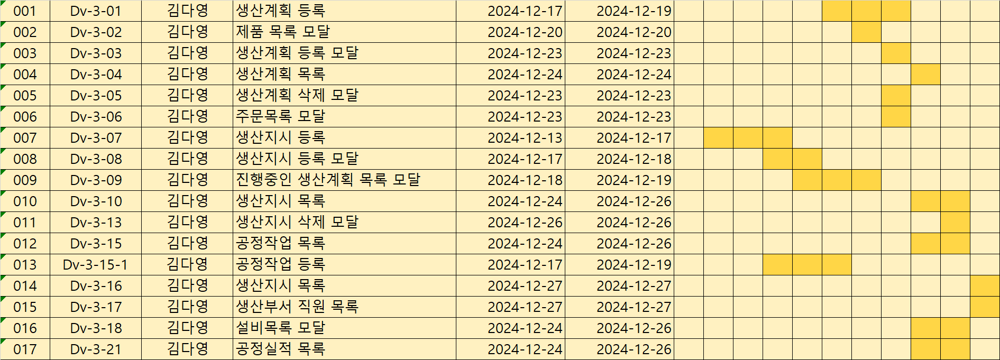 001 Dv-3-01 김다영 생산계획 등록 2024-12-17 2024-12-19
002 Dv-3-02 김다영 제품 목록 모달 2024-12-20 2024-12-20
003 Dv-3-03 김다영 생산계획 등록 모달 2024-12-23 2024-12-23
004 Dv-3-04 김다영 생산계획 목록 2024-12-24 2024-12-24
005 Dv-3-05 김다영 생산계획 삭제 모달 2024-12-23 2024-12-23
006 Dv-3-06 김다영 주문목록 모달 2024-12-23 2024-12-23
007 Dv-3-07 김다영 생산지시 등록 2024-12-13 2024-12-17
008 Dv-3-08 김다영 생산지시 등록 모달 2024-12-17 2024-12-18
009 Dv-3-09 김다영 진행중인 생산계획 목록 모달 2024-12-18 2024-12-19
010 Dv-3-10 김다영 생산지시 목록 2024-12-24 2024-12-26
011 Dv-3-13 김다영 생산지시 삭제 모달 2024-12-26 2024-12-26
012 Dv-3-15 김다영 공정작업 목록 2024-12-24 2024-12-26
013 Dv-3-15-1 김다영 공정작업 등록 2024-12-17 2024-12-19
014 Dv-3-16 김다영 생산지시 목록 2024-12-27 2024-12-27
015 Dv-3-17 김다영 생산부서 직원 목록 2024-12-27 2024-12-27
016 Dv-3-18 김다영 설비목록 모달 2024-12-24 2024-12-26
017 Dv-3-21 김다영 공정실적 목록 2024-12-24 2024-12-26